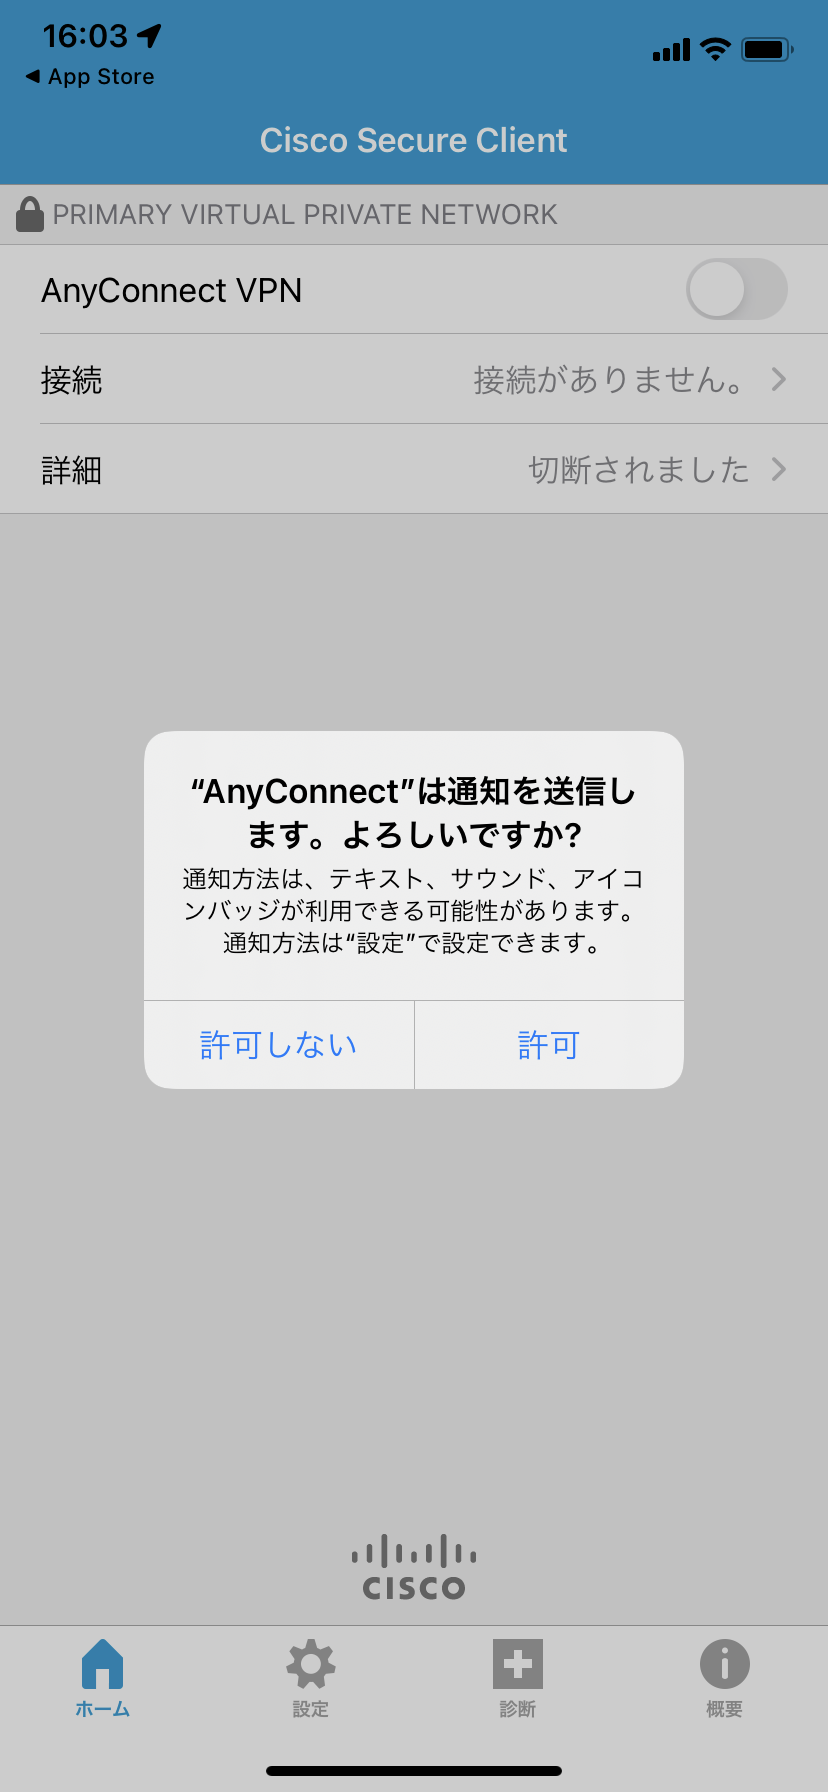 16:03
◀ App Store
Cisco Secure Client
PRIMARY VIRTUAL PRIVATE NETWORK
AnyConnect VPN
接続 接続がありません。
詳細 切断されました
“AnyConnect”は通知を送信し
ます。よろしいですか?
通知方法は、テキスト、サウンド、アイコ
ンバッジが利用できる可能性があります。
通知方法は“設定”で設定できます。
許可しない 許可
CISCO
ホーム 設定 診断 概要